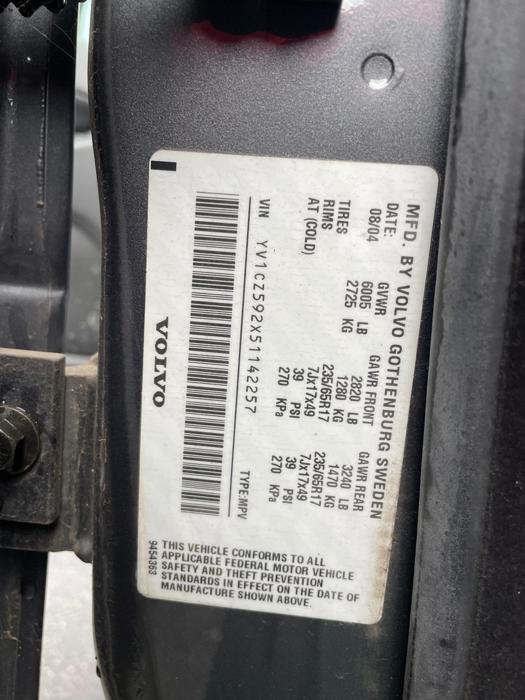 MFD. BY VOLVO GOTHENBURG SWEDEN
DATE: GVWR GAWR FRONT GAWR REAR
08/04 6005 LB 2820 LB 3240 LB
2725 KG 1280 KG 1470 KG
TIRES 235/65R17 235/65R17
RIMS 7Jx17x49 7Jx17x49
AT (COLD) 39 PSI 39 PSI
270 KPa 270 KPa
VIN YV1CZ592X51142257 TYPE:MPV
VOLVO
THIS VEHICLE CONFORMS TO ALL
APPLICABLE FEDERAL MOTOR VEHICLE
SAFETY AND THEFT PREVENTION
STANDARDS IN EFFECT ON THE DATE OF
MANUFACTURE SHOWN ABOVE.
9454363